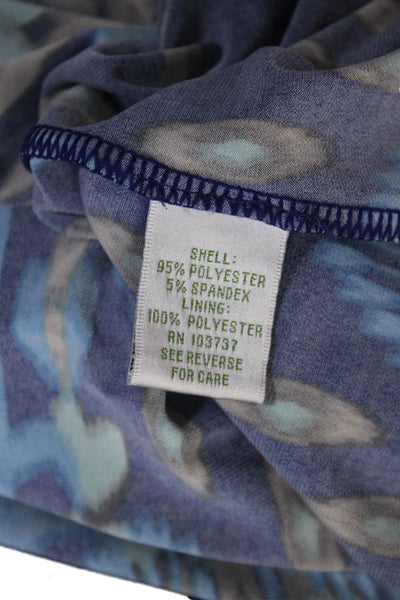 SHELL:
95% POLYESTER
5% SPANDEX
LINING:
100% POLYESTER
RN 103737
SEE REVERSE
FOR CARE